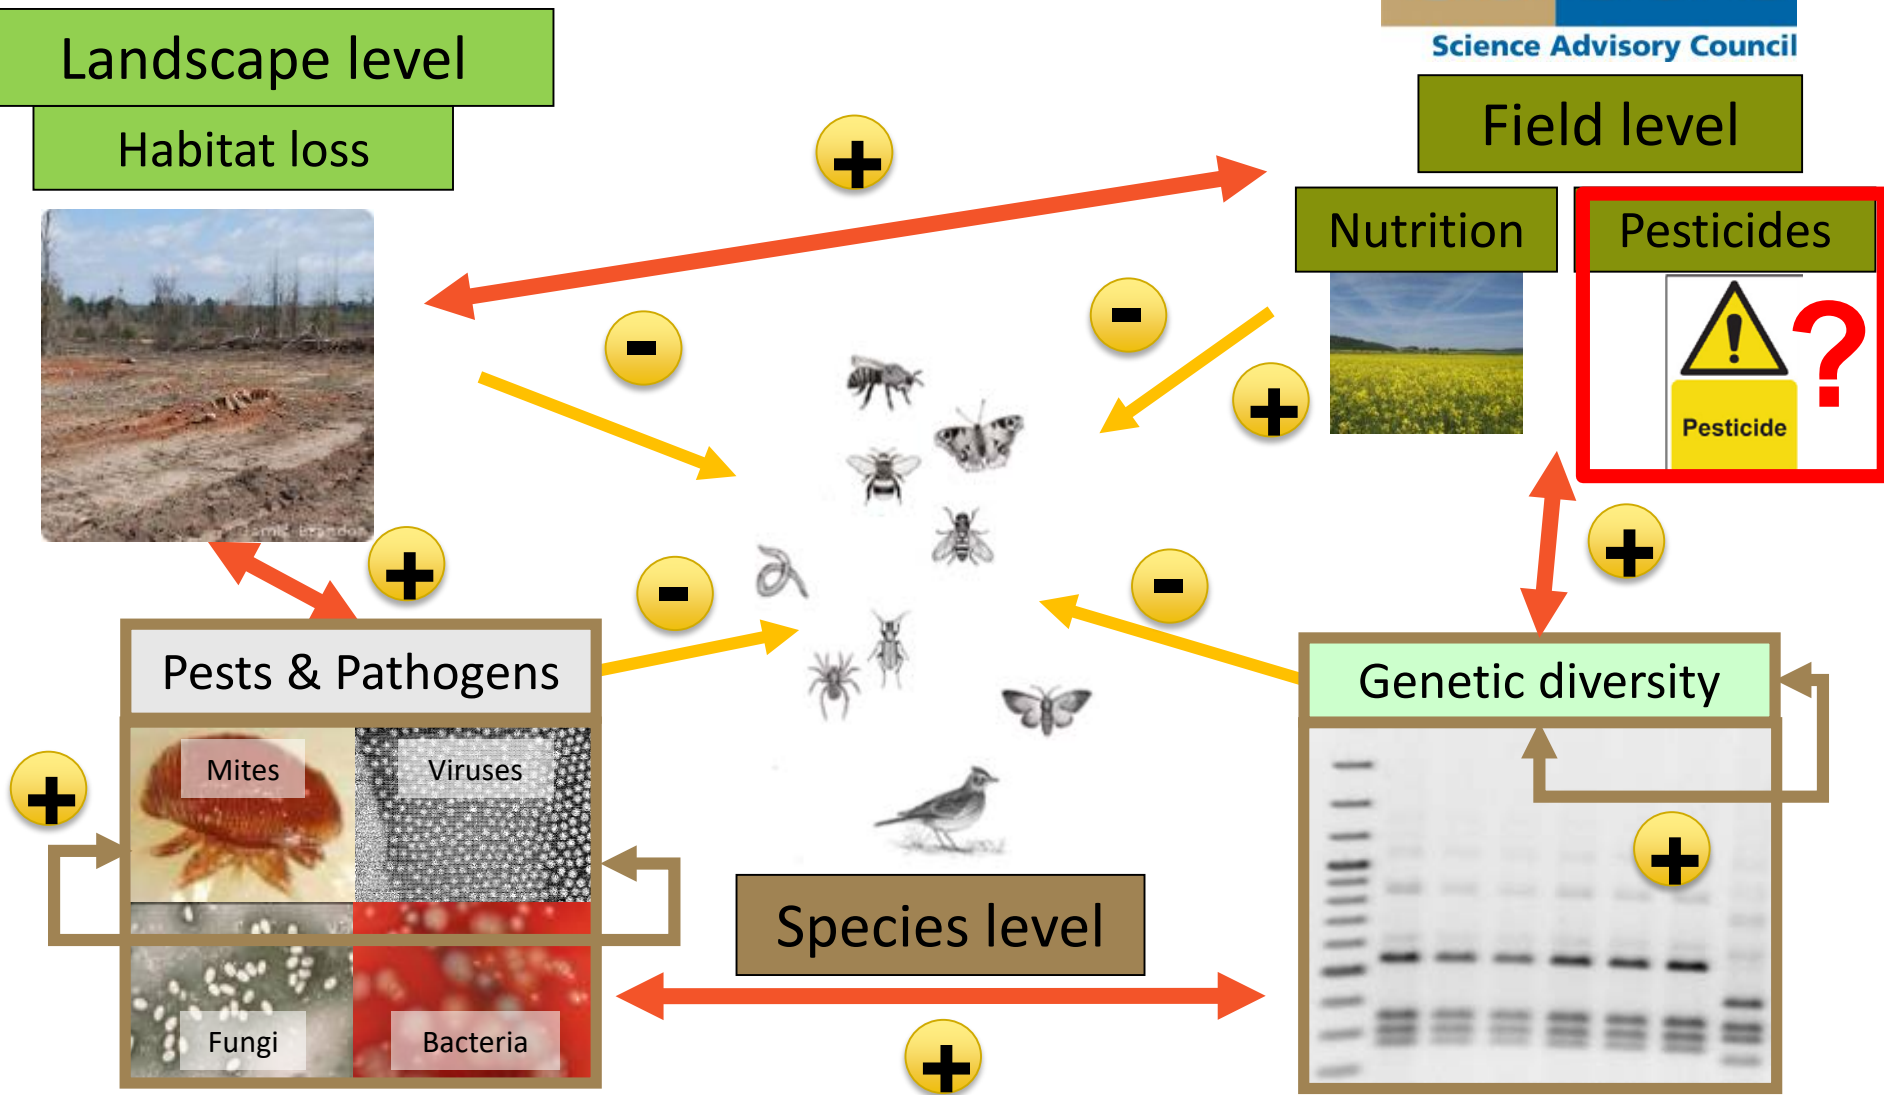 Science Advisory Council
Landscape level
Habitat loss
Field level
Nutrition
Pesticides
+
-
-
+
?
Pesticide
+
-
-
+
Pests & Pathogens
Genetic diversity
Mites
Viruses
+
+
Species level
Fungi
Bacteria
+